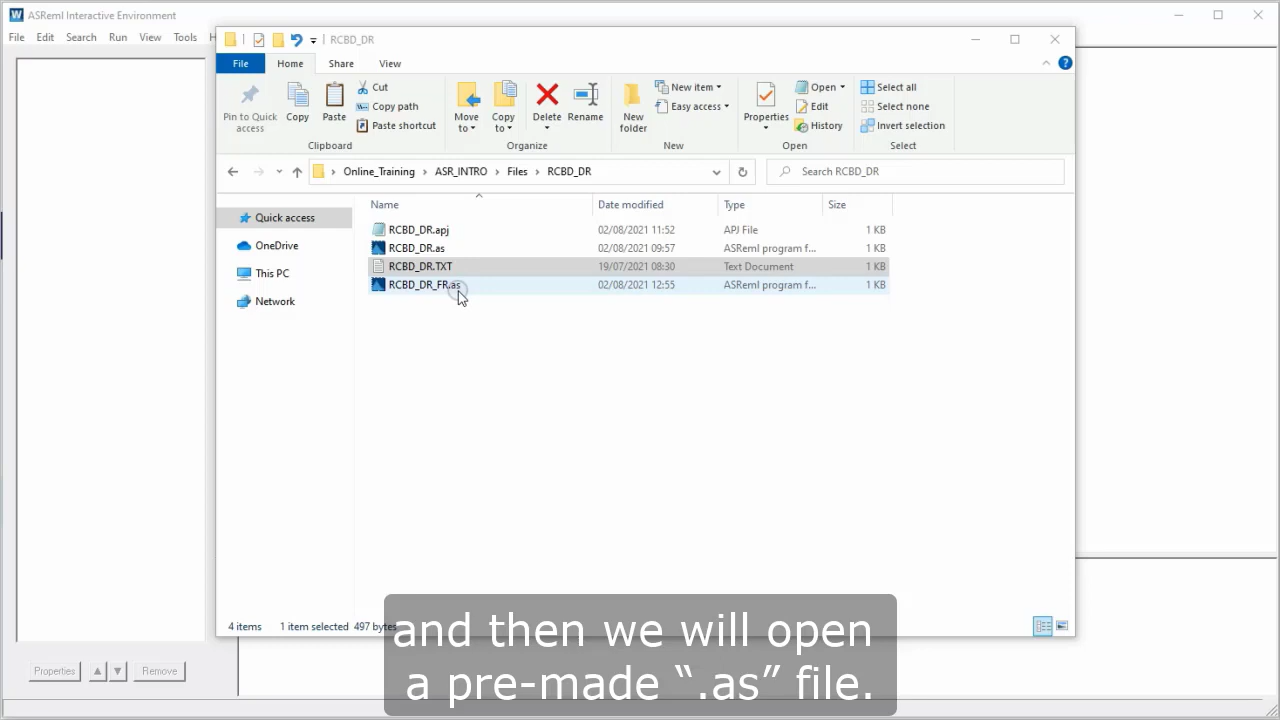 ASReml Interactive Environment
File Edit Search Run View Tools H
RCBD_DR
File Home Share View
Pin to Quick access
Copy
Paste
Cut
Copy path
Paste shortcut
Clipboard
Move to
Copy to
Delete
Rename
Organize
New folder
New item
Easy access
New
Properties
Open
Edit
History
Open
Select all
Select none
Invert selection
Select
Online_Training > ASR_INTRO > Files > RCBD_DR
Search RCBD_DR
Quick access
OneDrive
This PC
Network
Name Date modified Type Size
RCBD_DR.apj 02/08/2021 11:52 APJ File 1 KB
RCBD_DR.as 02/08/2021 09:57 ASReml program f... 1 KB
RCBD_DR.TXT 19/07/2021 08:30 Text Document 1 KB
RCBD_DR_FR.as 02/08/2021 12:55 ASReml program f... 1 KB
4 items 1 item selected 497 bytes
Properties Remove
and then we will open
a pre-made “.as” file.